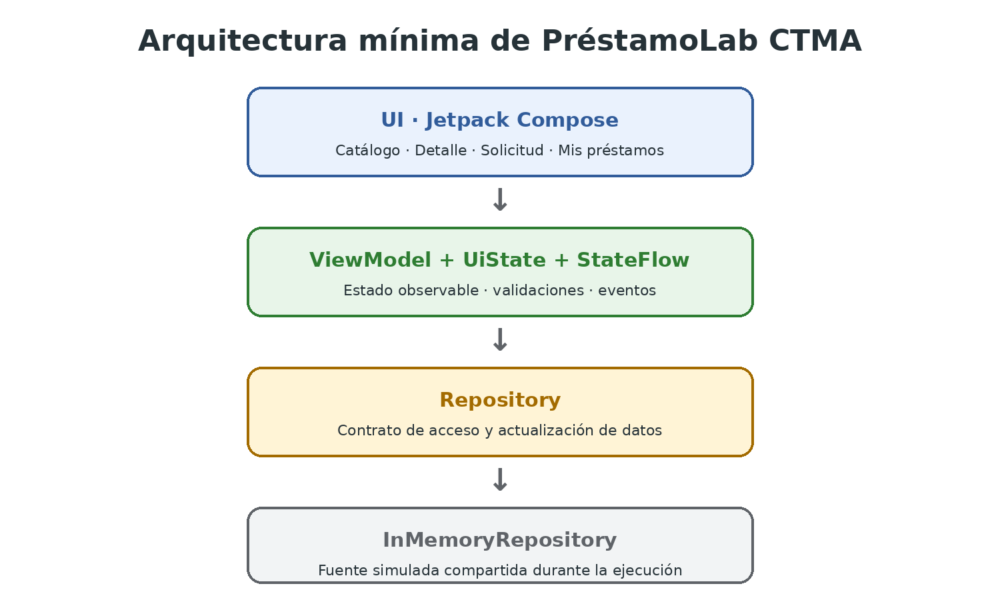 Arquitectura mínima de PréstamoLab CTMA
UI · Jetpack Compose
Catálogo · Detalle · Solicitud · Mis préstamos
↓
ViewModel + UiState + StateFlow
Estado observable · validaciones · eventos
↓
Repository
Contrato de acceso y actualización de datos
↓
InMemoryRepository
Fuente simulada compartida durante la ejecución